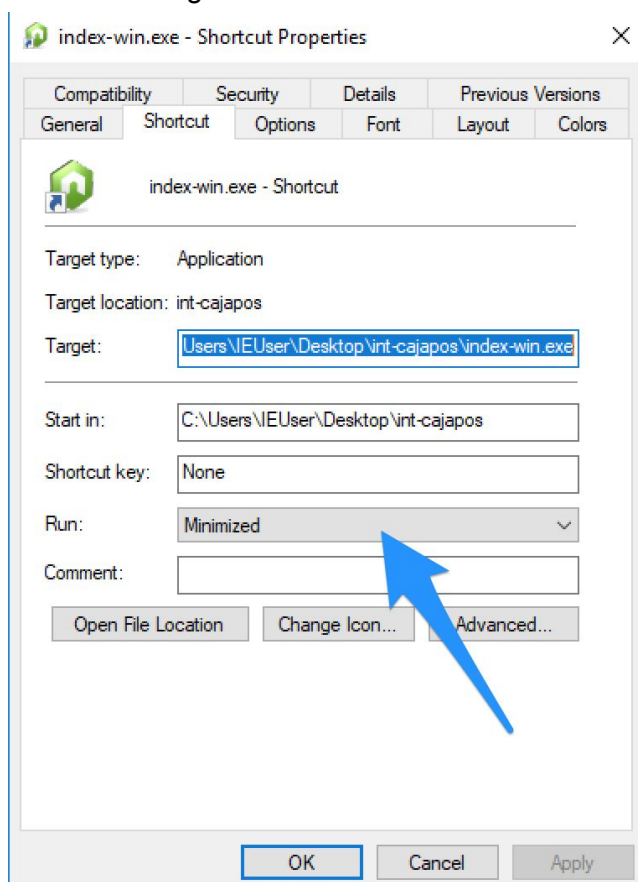 index-win.exe - Shortcut Properties
Compatibility Security Details Previous Versions
General Shortcut Options Font Layout Colors
index-win.exe - Shortcut
Target type: Application
Target location: int-cajapos
Target: Users\IEUser\Desktop\int-cajapos\index-win.exe
Start in: C:\Users\IEUser\Desktop\int-cajapos
Shortcut key: None
Run: Minimized
Comment:
Open File Location Change Icon... Advanced...
OK Cancel Apply